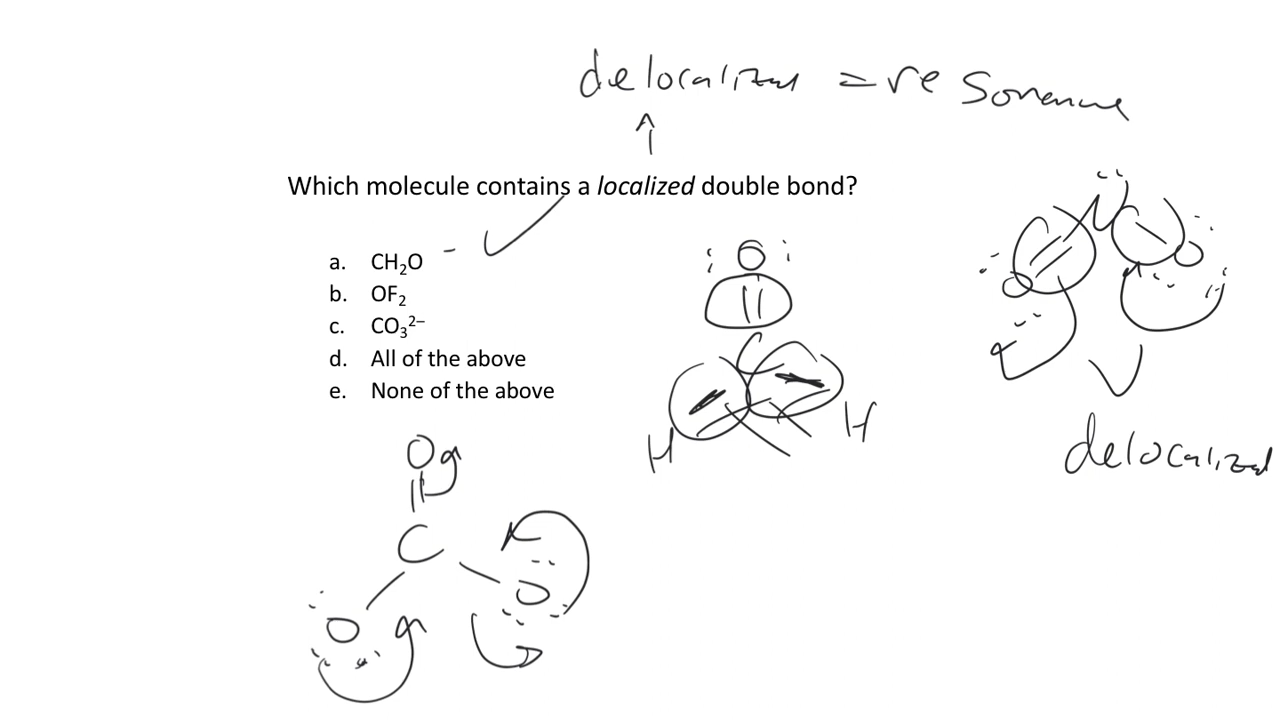 delocalized = resonance
Which molecule contains a localized double bond?
a. CH₂O
b. OF₂
c. CO₃²⁻
d. All of the above
e. None of the above
O
C
H H
N
O O
delocalized
O
C
O O